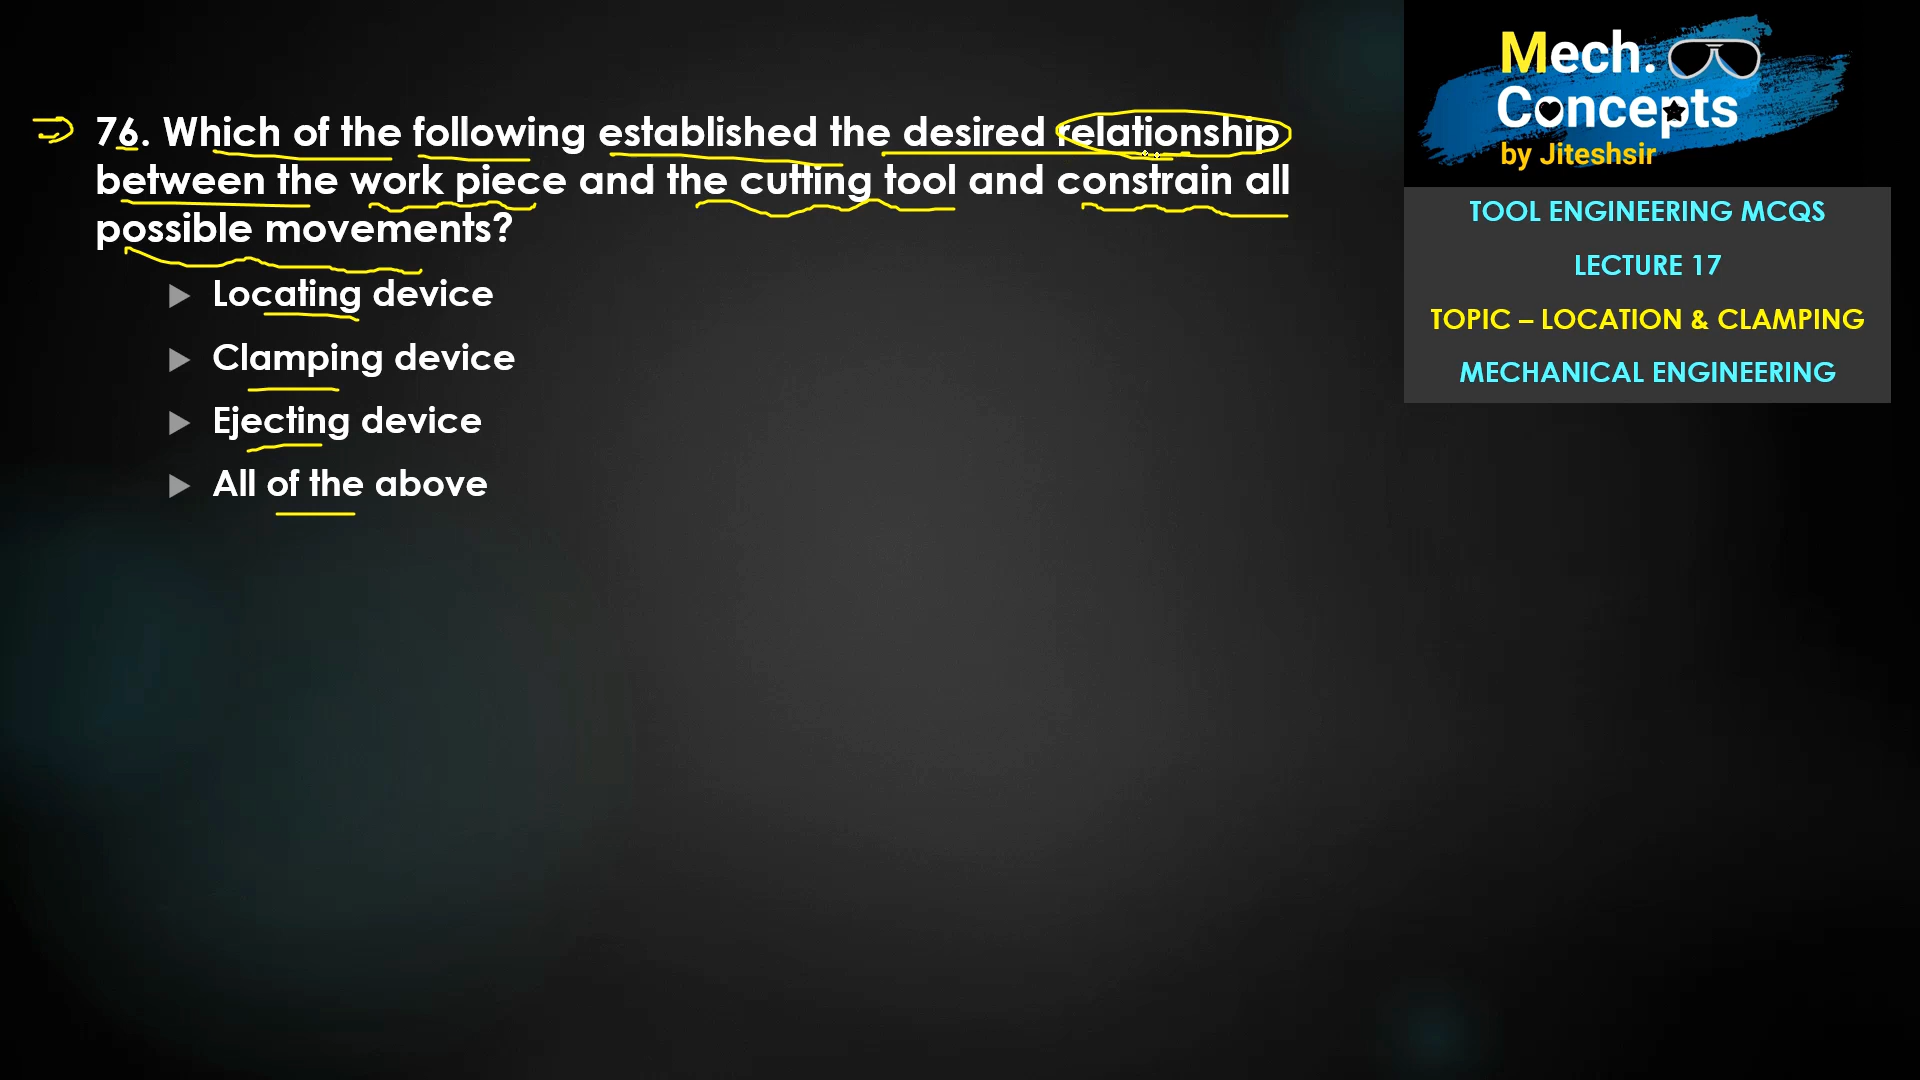 76. Which of the following established the desired relationship
between the work piece and the cutting tool and constrain all
possible movements?
Locating device
Clamping device
Ejecting device
All of the above
Mech.
Concepts
by Jiteshsir
TOOL ENGINEERING MCQS
LECTURE 17
TOPIC – LOCATION & CLAMPING
MECHANICAL ENGINEERING